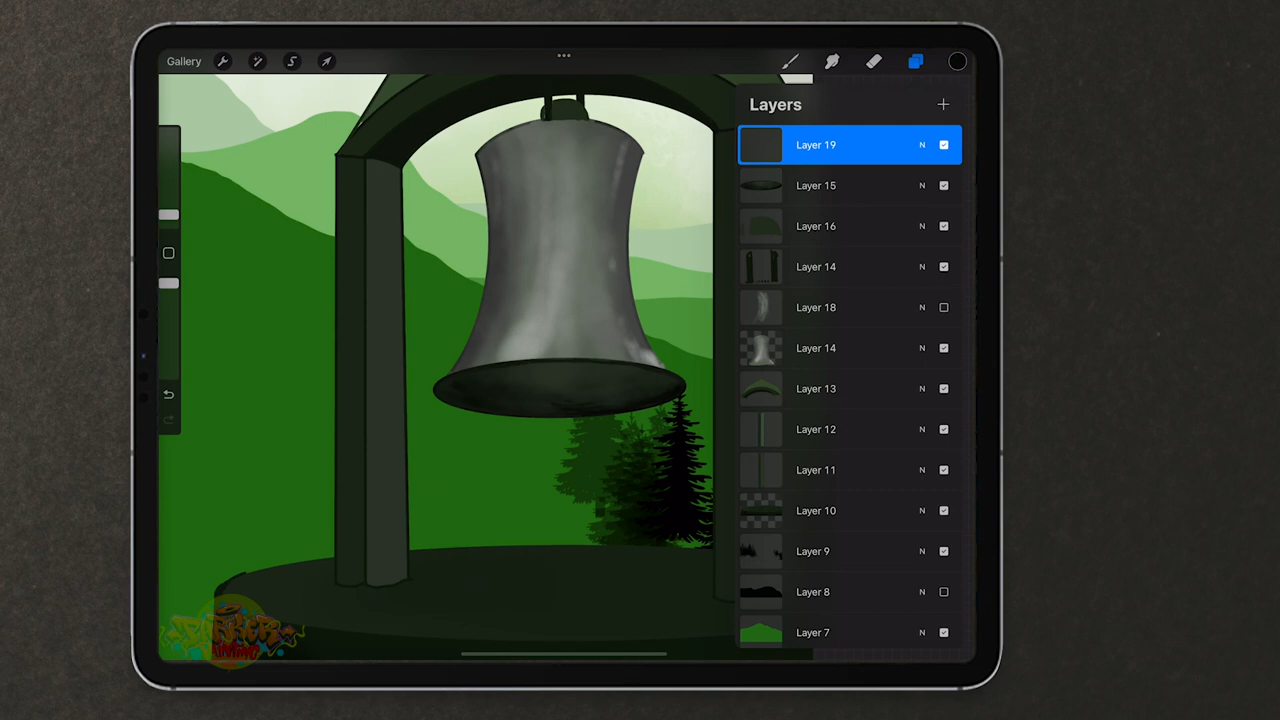 Gallery
Layers
Layer 19 N
Layer 15 N
Layer 16 N
Layer 14 N
Layer 18 N
Layer 14 N
Layer 13 N
Layer 12 N
Layer 11 N
Layer 10 N
Layer 9 N
Layer 8 N
Layer 7 N